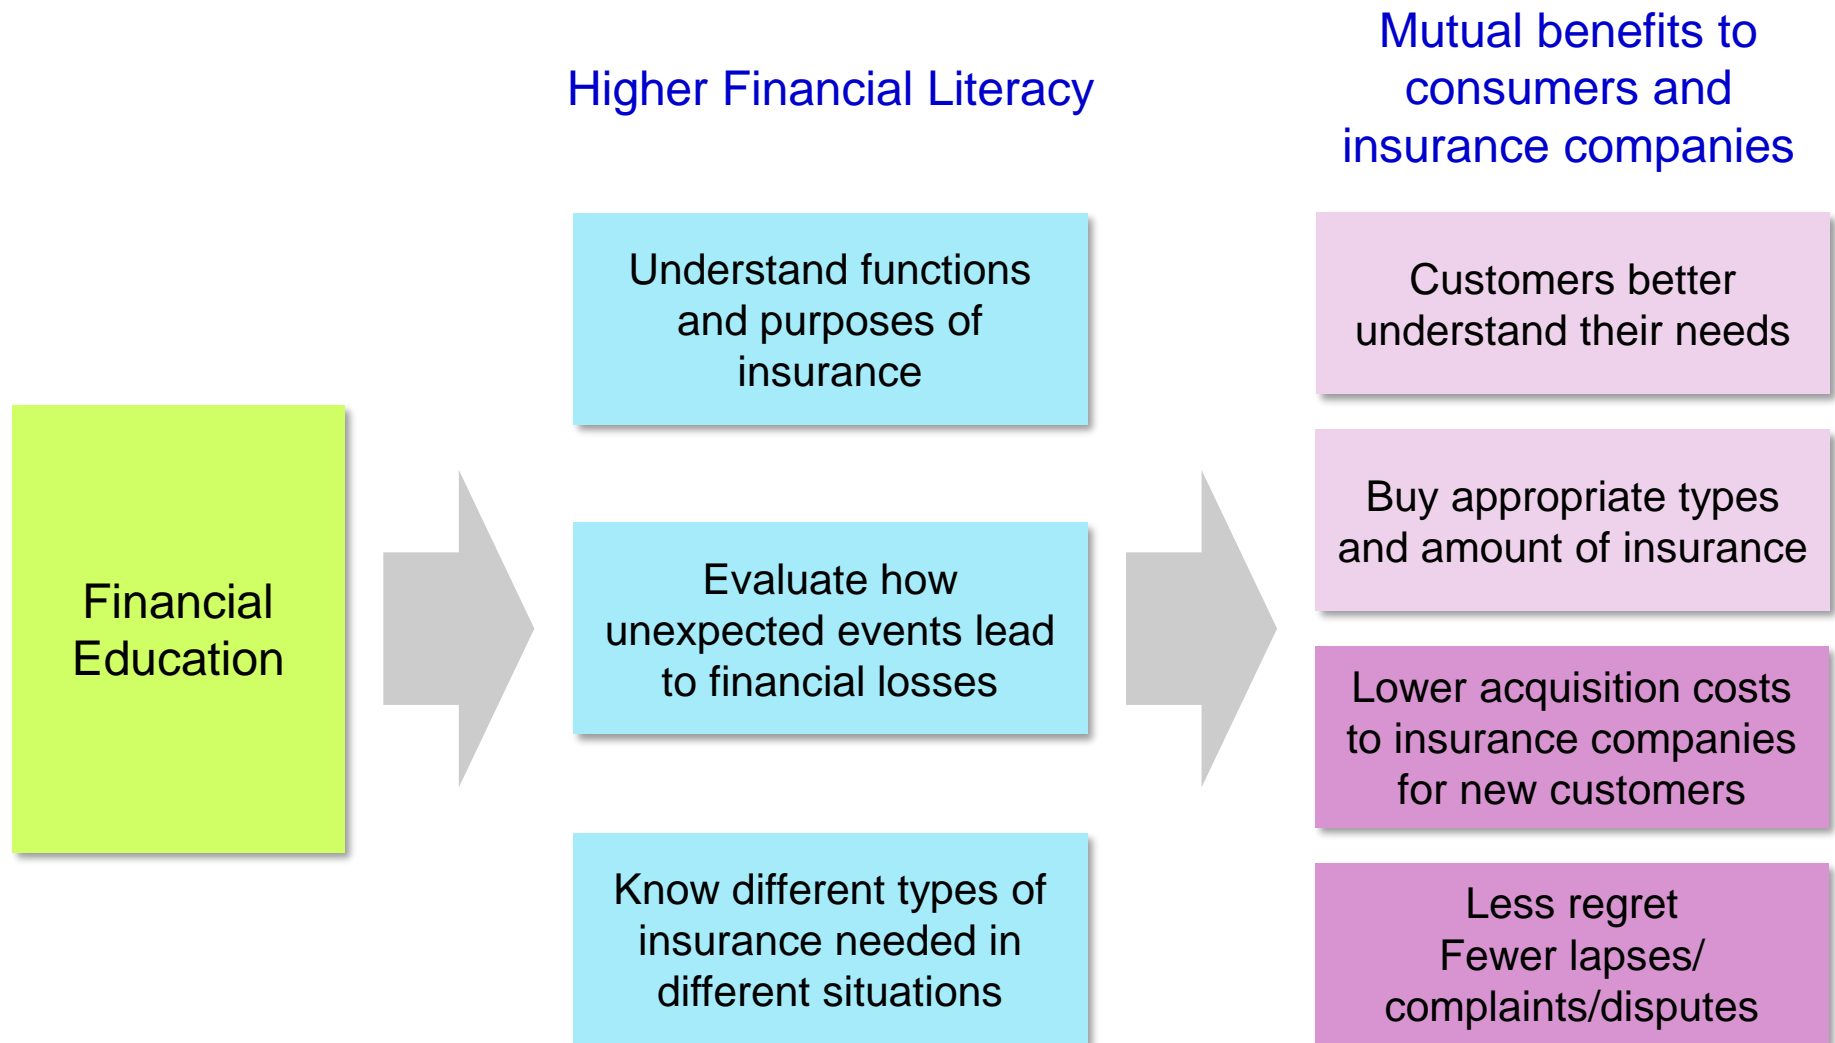 Financial
Education
Higher Financial Literacy
Understand functions
and purposes of
insurance
Evaluate how
unexpected events lead
to financial losses
Know different types of
insurance needed in
different situations
Mutual benefits to
consumers and
insurance companies
Customers better
understand their needs
Buy appropriate types
and amount of insurance
Lower acquisition costs
to insurance companies
for new customers
Less regret
Fewer lapses/
complaints/disputes